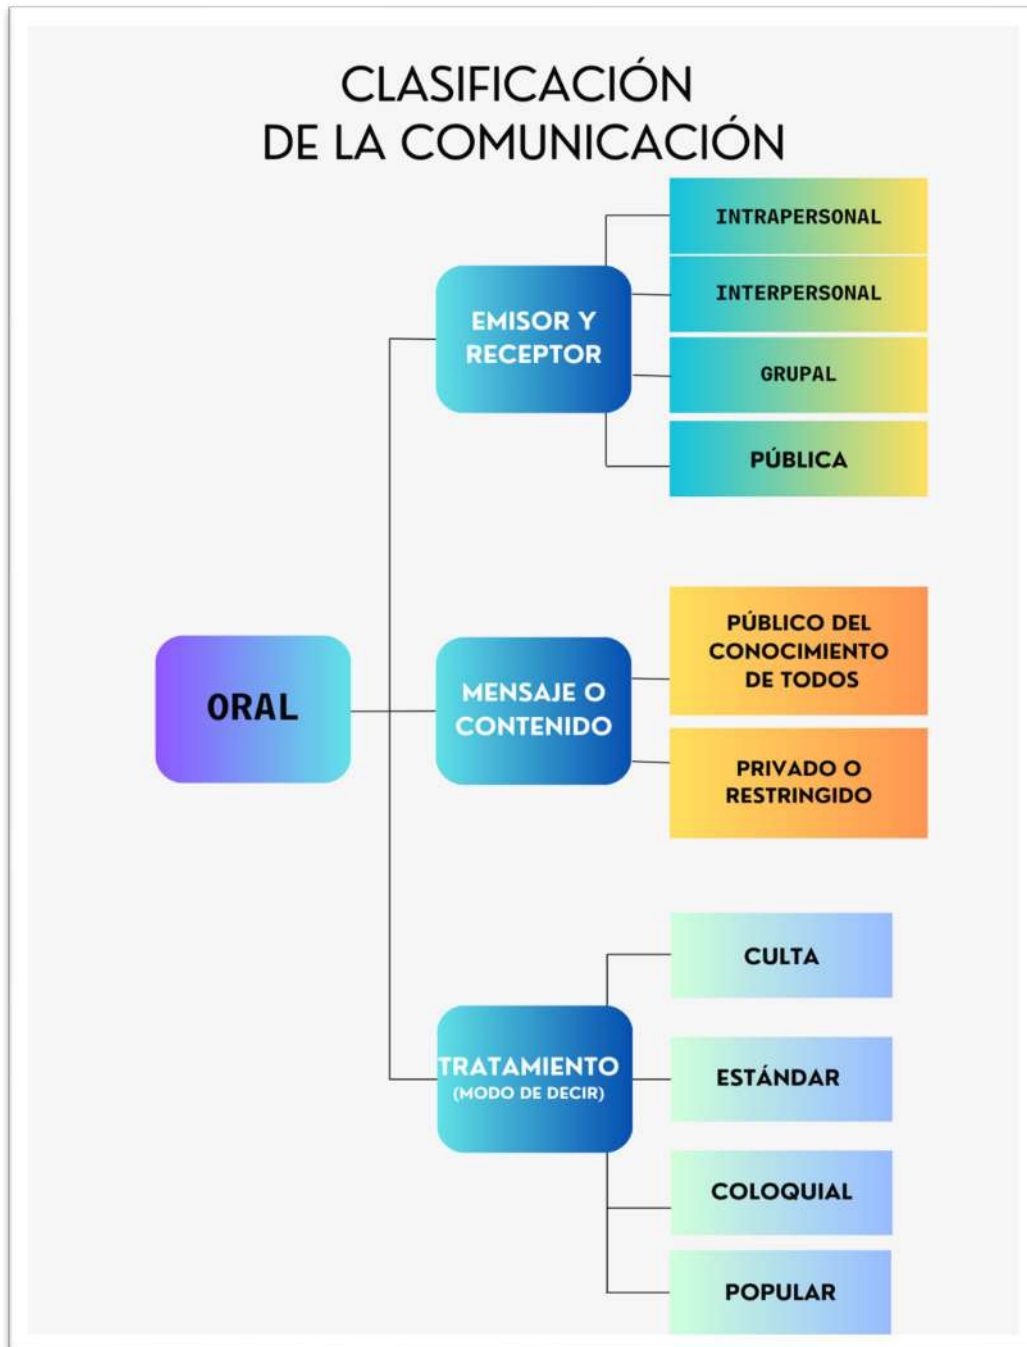 CLASIFICACIÓN
DE LA COMUNICACIÓN
ORAL
EMISOR Y
RECEPTOR
INTRAPERSONAL
INTERPERSONAL
GRUPAL
PÚBLICA
MENSAJE O
CONTENIDO
PÚBLICO DEL
CONOCIMIENTO
DE TODOS
PRIVADO O
RESTRINGIDO
TRATAMIENTO
(MODO DE DECIR)
CULTA
ESTÁNDAR
COLOQUIAL
POPULAR